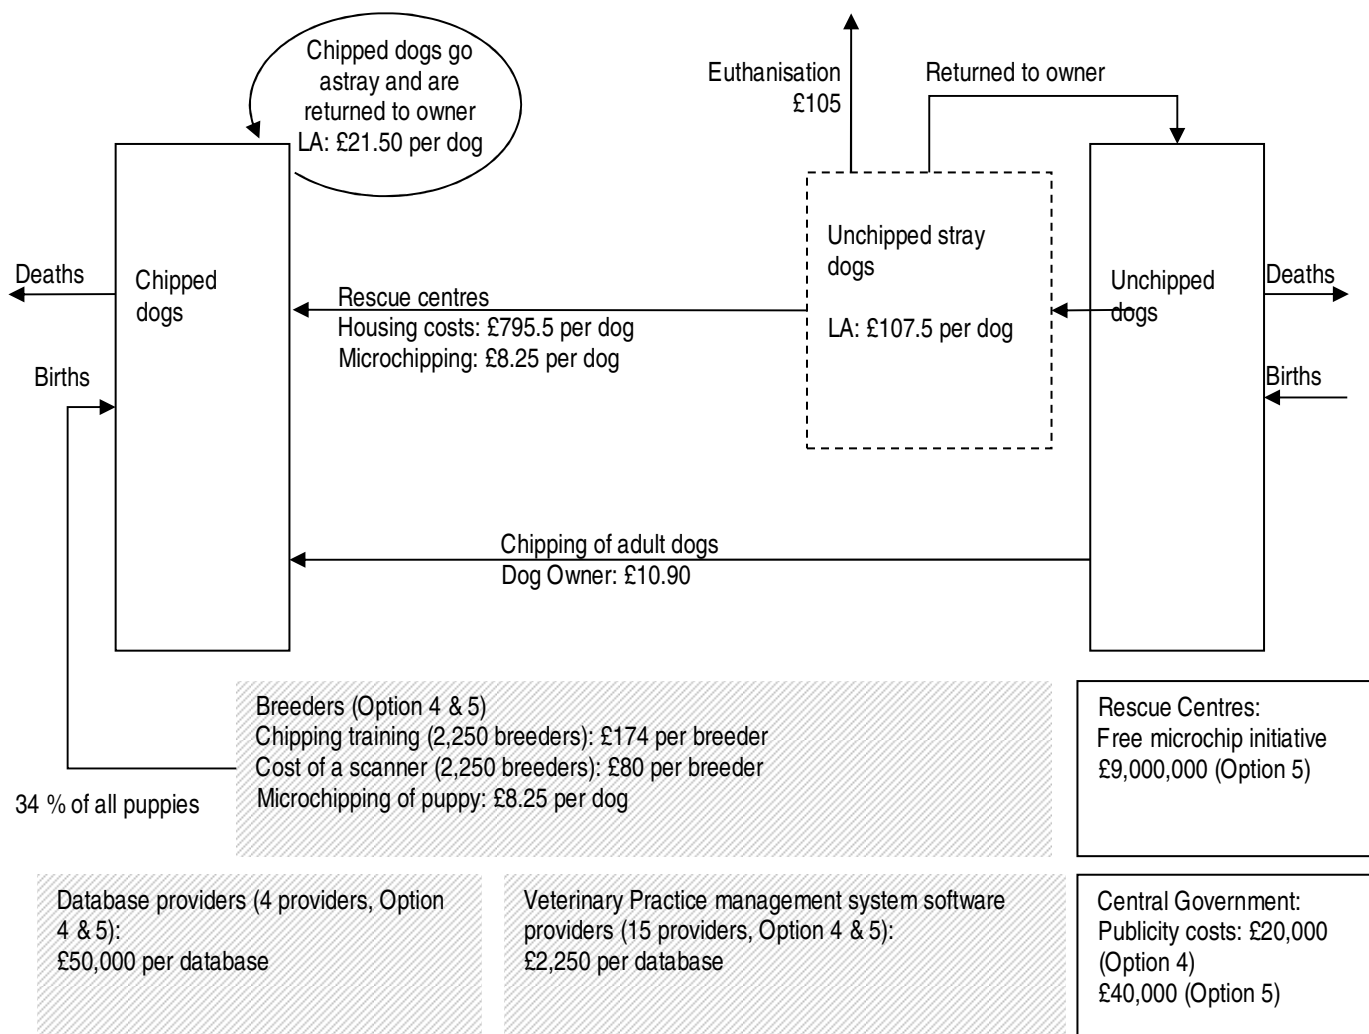 Chipped dogs go
astray and are
returned to owner
LA: £21.50 per dog
Euthanisation
£105
Returned to owner
Deaths
Chipped
dogs
Births
Rescue centres
Housing costs: £795.5 per dog
Microchipping: £8.25 per dog
Unchipped stray
dogs
LA: £107.5 per dog
Unchipped
dogs
Deaths
Births
Chipping of adult dogs
Dog Owner: £10.90
34 % of all puppies
Breeders (Option 4 & 5)
Chipping training (2,250 breeders): £174 per breeder
Cost of a scanner (2,250 breeders): £80 per breeder
Microchipping of puppy: £8.25 per dog
Rescue Centres:
Free microchip initiative
£9,000,000 (Option 5)
Database providers (4 providers, Option
4 & 5):
£50,000 per database
Veterinary Practice management system software
providers (15 providers, Option 4 & 5):
£2,250 per database
Central Government:
Publicity costs: £20,000
(Option 4)
£40,000 (Option 5)